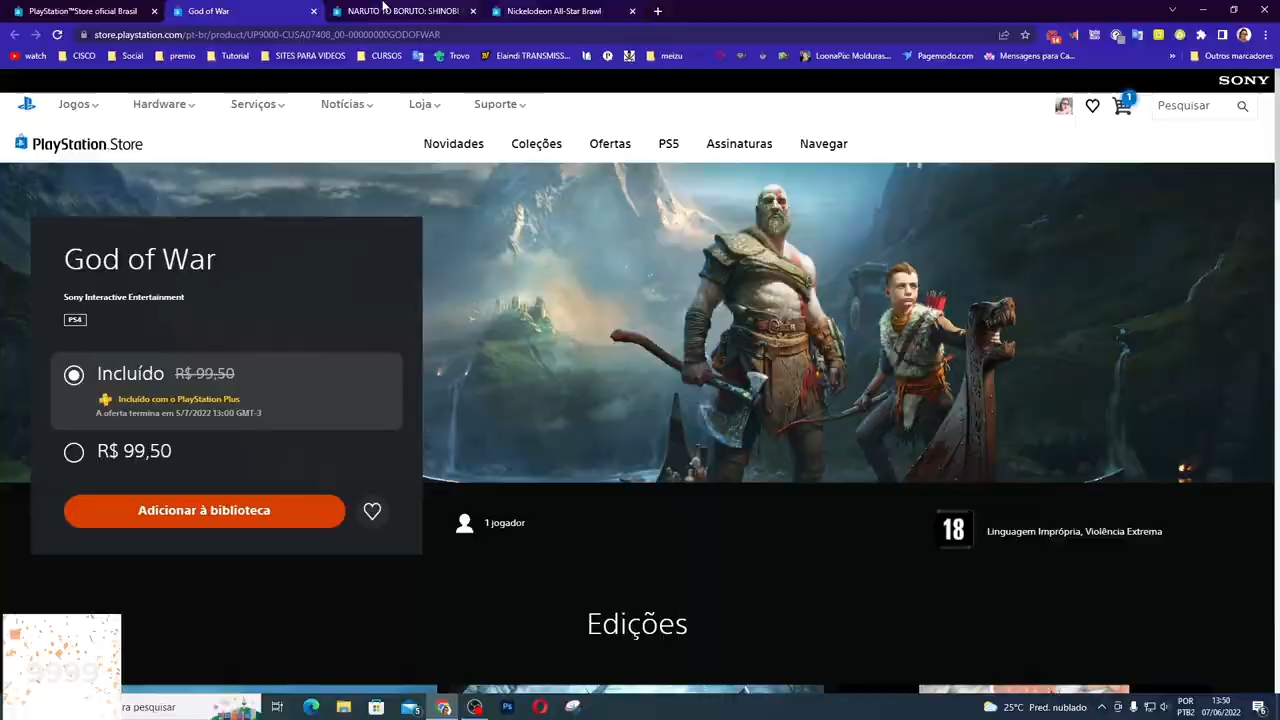 PlayStation™Store oficial Brasil
God of War
NARUTO TO BORUTO: SHINOBI
Nickelodeon All-Star Brawl
store.playstation.com/pt-br/product/UP9000-CUSA07408_00-00000000GODOFWAR
watch
CISCO
Social
premio
Tutorial
SITES PARA VIDEOS
CURSOS
Trovo
Elaindi TRANSMISS...
meizu
LoonaPix: Molduras...
Pagemodo.com
Mensagens para Ca...
Outros marcadores
SONY
Jogos
Hardware
Serviços
Notícias
Loja
Suporte
1
Pesquisar
PlayStation.Store
Novidades
Coleções
Ofertas
PS5
Assinaturas
Navegar
God of War
Sony Interactive Entertainment
PS4
Incluído R$ 99,50
Incluído com o PlayStation Plus
A oferta termina em 5/7/2022 13:00 GMT-3
R$ 99,50
Adicionar à biblioteca
1 jogador
18
Linguagem Imprópria, Violência Extrema
Edições
9999
ra pesquisar
25°C Pred. nublado
POR
PTB2
13:50
07/06/2022